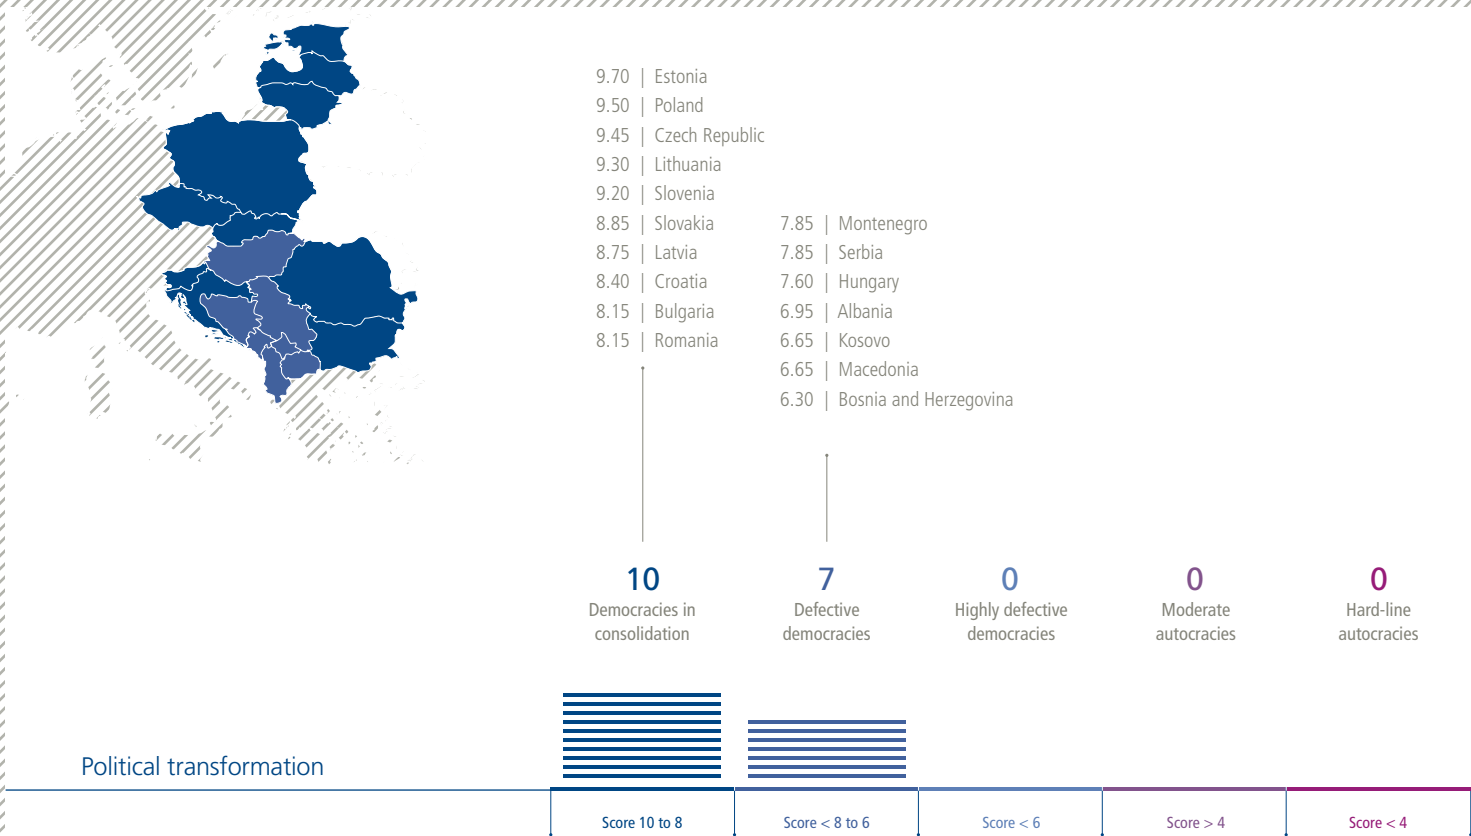 9.70 | Estonia
9.50 | Poland
9.45 | Czech Republic
9.30 | Lithuania
9.20 | Slovenia
8.85 | Slovakia
8.75 | Latvia
8.40 | Croatia
8.15 | Bulgaria
8.15 | Romania
7.85 | Montenegro
7.85 | Serbia
7.60 | Hungary
6.95 | Albania
6.65 | Kosovo
6.65 | Macedonia
6.30 | Bosnia and Herzegovina
10
Democracies in
consolidation
7
Defective
democracies
0
Highly defective
democracies
0
Moderate
autocracies
0
Hard-line
autocracies
Political transformation
Score 10 to 8
Score < 8 to 6
Score < 6
Score > 4
Score < 4